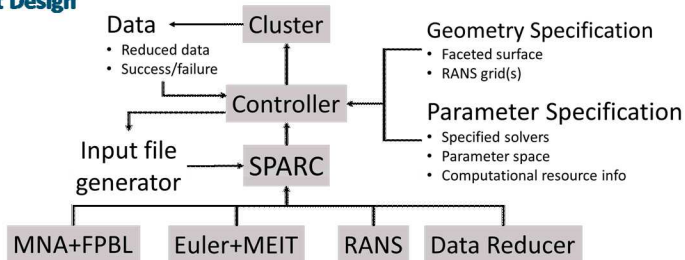 t Design
Data
• Reduced data
• Success/failure
Cluster
Geometry Specification
• Faceted surface
• RANS grid(s)
Controller
Parameter Specification
• Specified solvers
• Parameter space
• Computational resource info
Input file
generator
SPARC
MNA+FPBL
Euler+MEIT
RANS
Data Reducer